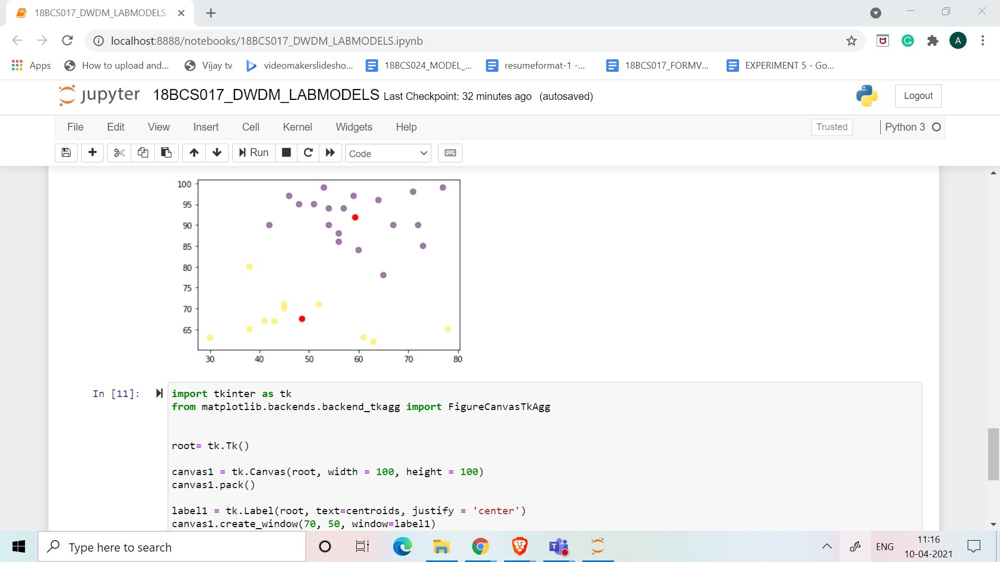 18BCS017_DWDM_LABMODELS
localhost:8888/notebooks/18BCS017_DWDM_LABMODELS.ipynb
A
Apps How to upload and... Vijay tv videomakerslidesho... 18BCS024_MODEL_... resumeformat-1 -... 18BCS017_FORMV... EXPERIMENT 5 - Go...
jupyter 18BCS017_DWDM_LABMODELS Last Checkpoint: 32 minutes ago (autosaved) Logout
File Edit View Insert Cell Kernel Widgets Help Trusted Python 3
Run Code
100
95
90
85
80
75
70
65
30 40 50 60 70 80
In [11]: import tkinter as tk
from matplotlib.backends.backend_tkagg import FigureCanvasTkAgg
root= tk.Tk()
canvas1 = tk.Canvas(root, width = 100, height = 100)
canvas1.pack()
label1 = tk.Label(root, text=centroids, justify = 'center')
canvas1.create_window(70, 50, window=label1)
Type here to search ENG 11:16
10-04-2021